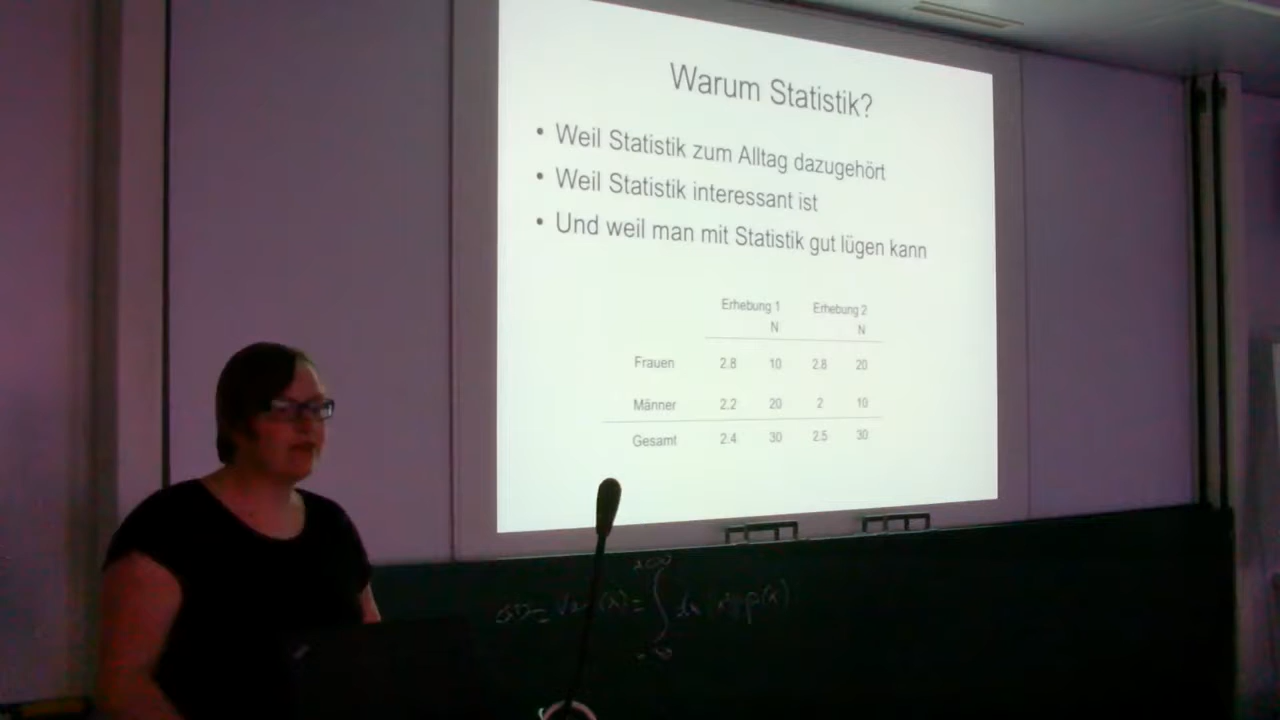 Warum Statistik?
• Weil Statistik zum Alltag dazugehört
• Weil Statistik interessant ist
• Und weil man mit Statistik gut lügen kann
Erhebung 1 Erhebung 2
N N
Frauen 2.8 10 2.8 20
Männer 2.2 20 2 10
Gesamt 2.4 30 2.5 30